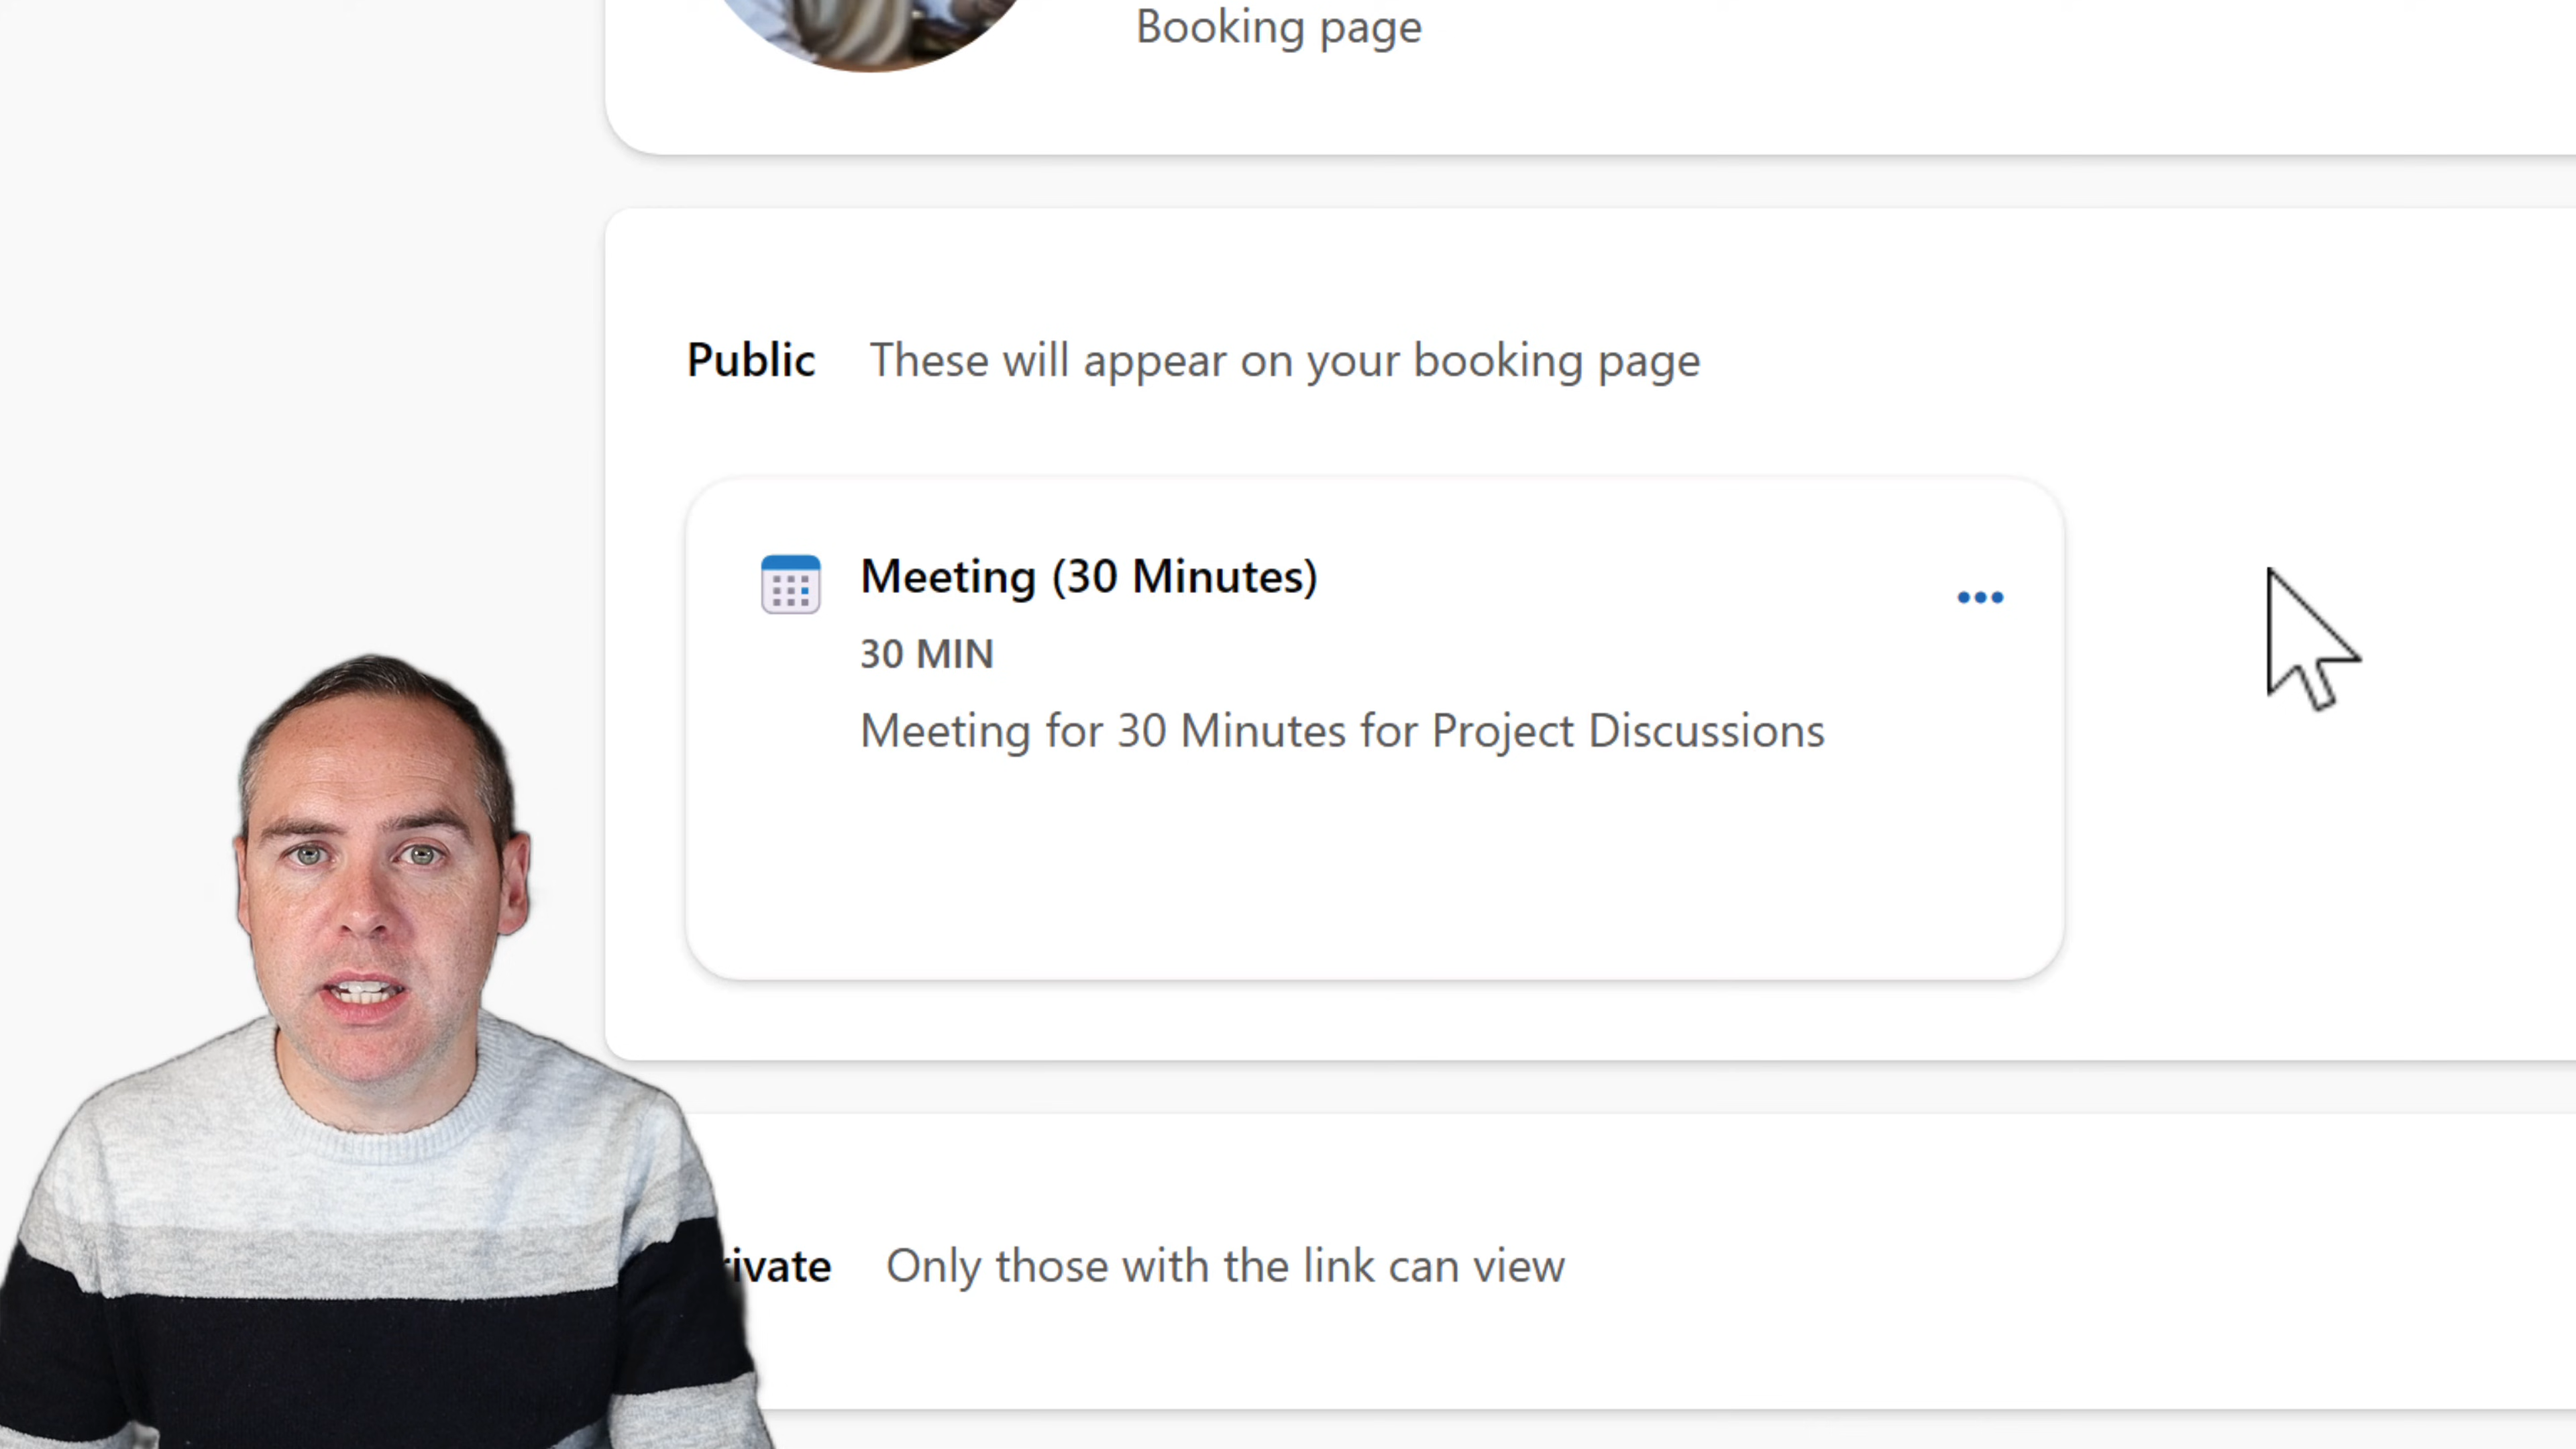 Booking page
Public These will appear on your booking page
Meeting (30 Minutes)
30 MIN
Meeting for 30 Minutes for Project Discussions
rivate Only those with the link can view